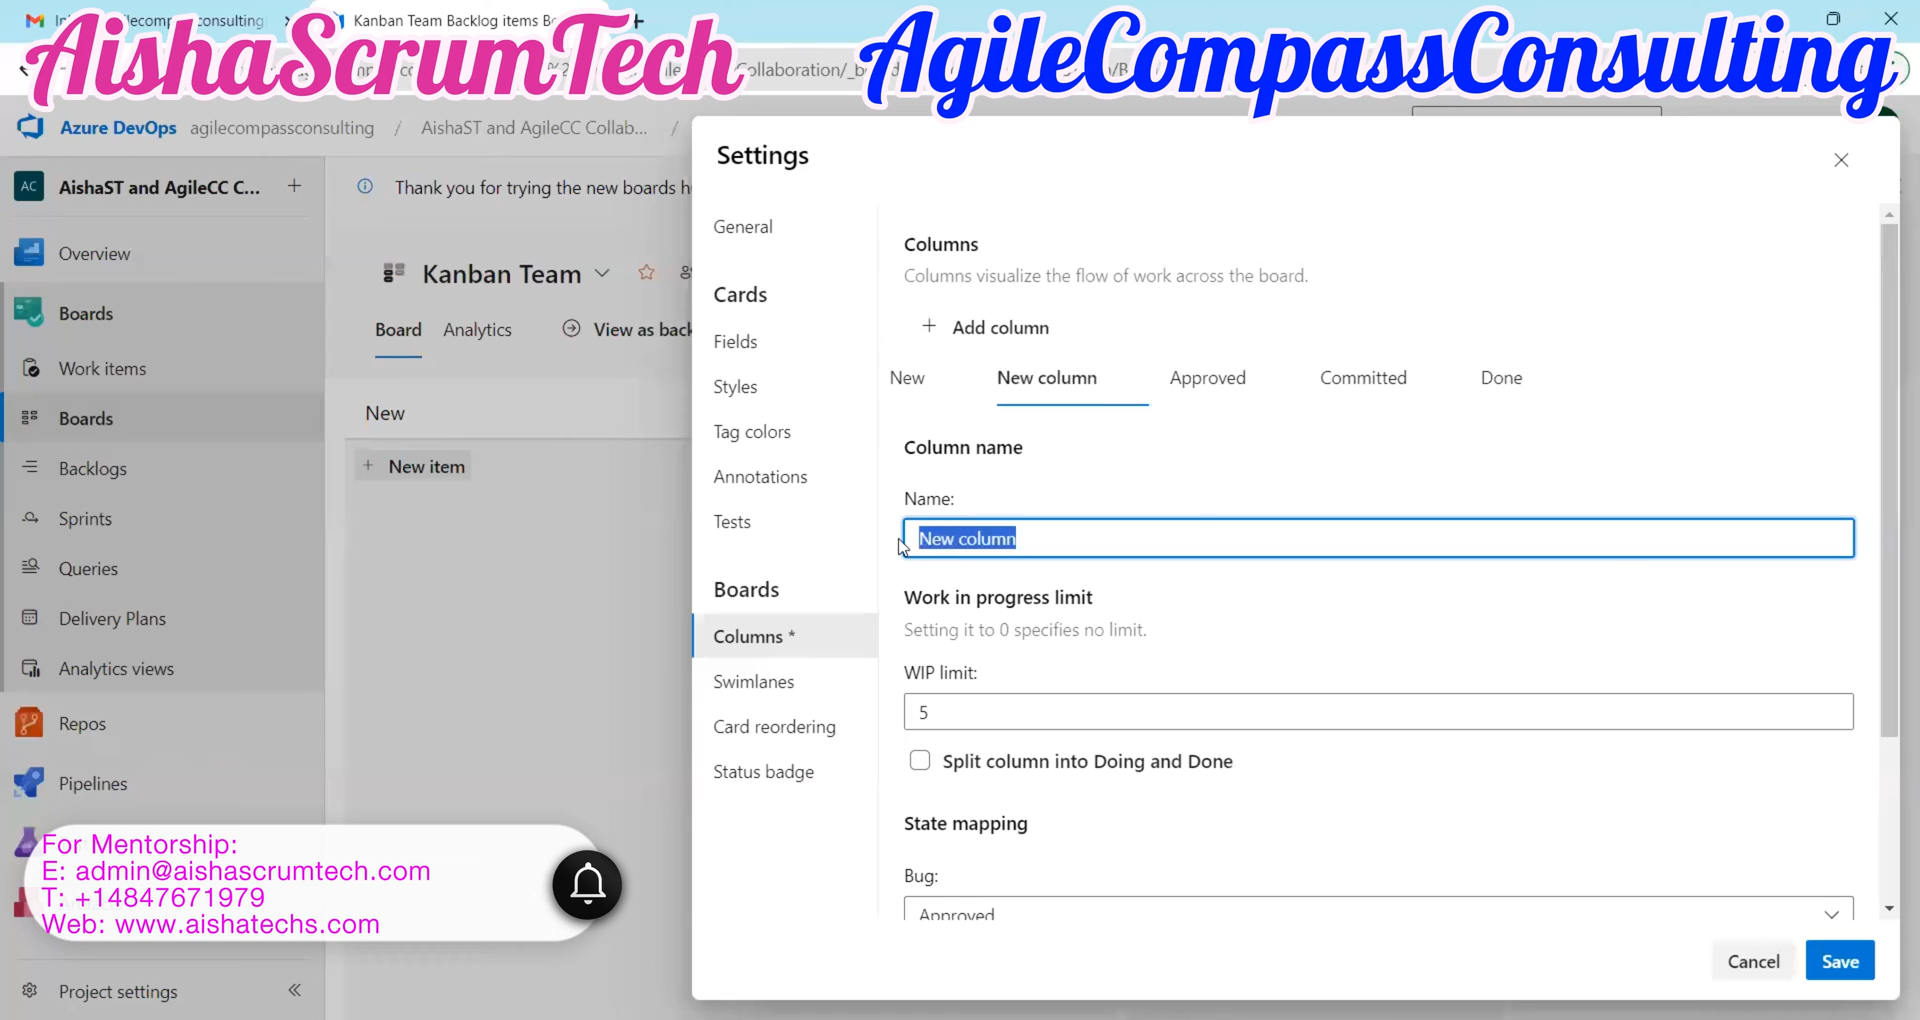 Kanban Team Backlog items Bo
AishaScrumTech
AgileCompassConsulting
Collaboration/_bo
Azure DevOps
agilecompassconsulting
/
AishaST and AgileCC Collab...
/
AC
AishaST and AgileCC C...
Overview
Boards
Work items
Boards
Backlogs
Sprints
Queries
Delivery Plans
Analytics views
Repos
Pipelines
For Mentorship:
E: admin@aishascrumtech.com
T: +14847671979
Web: www.aishatechs.com
Project settings
Thank you for trying the new boards h
Kanban Team
Board
Analytics
View as back
New
New item
Settings
General
Cards
Fields
Styles
Tag colors
Annotations
Tests
Boards
Columns *
Swimlanes
Card reordering
Status badge
Columns
Columns visualize the flow of work across the board.
Add column
New
New column
Approved
Committed
Done
Column name
Name:
New column
Work in progress limit
Setting it to 0 specifies no limit.
WIP limit:
5
Split column into Doing and Done
State mapping
Bug:
Approved
Cancel
Save